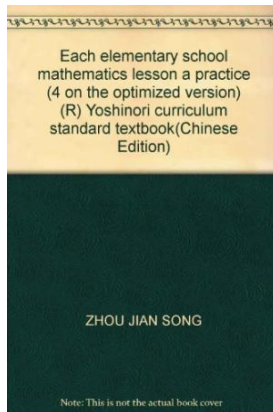 Each elementary school
mathematics lesson a practice
(4 on the optimized version)
(R) Yoshinori curriculum
standard textbook(Chinese
Edition)
ZHOU JIAN SONG
Note: This is not the actual book cover